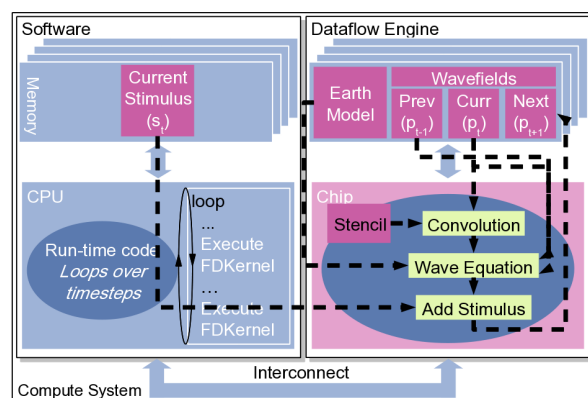 Software
Memory
Current
Stimulus
(s_t)
CPU
Run-time code
Loops over
timesteps
loop
...
Execute
FDKernel
...
Execute
FDKernel
Dataflow Engine
Earth
Model
Wavefields
Prev
(p_t-1)
Curr
(p_t)
Next
(p_t+1)
Chip
Stencil
Convolution
Wave Equation
Add Stimulus
Interconnect
Compute System